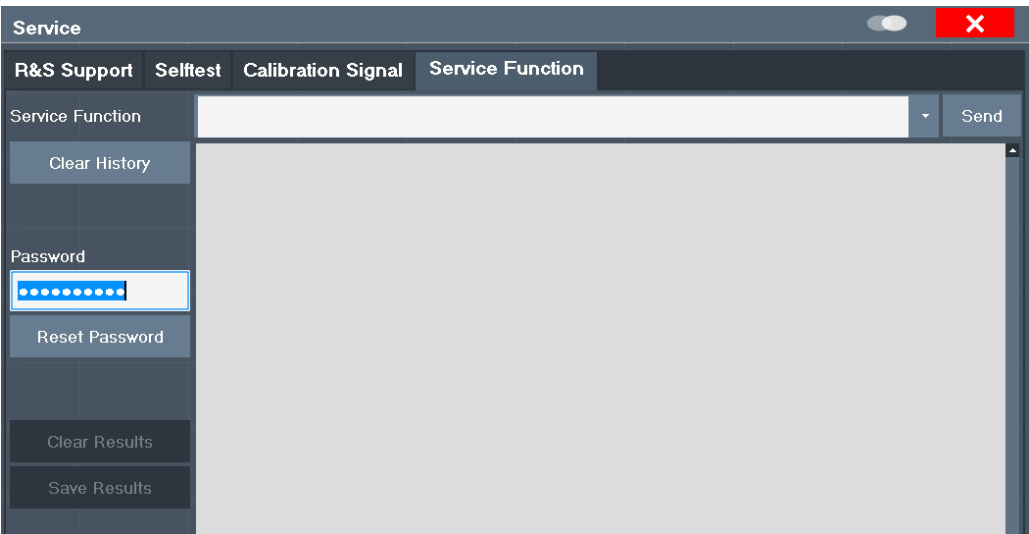 Service
R&S Support Selftest Calibration Signal Service Function
Service Function Send
Clear History
Password
••••••••••
Reset Password
Clear Results
Save Results